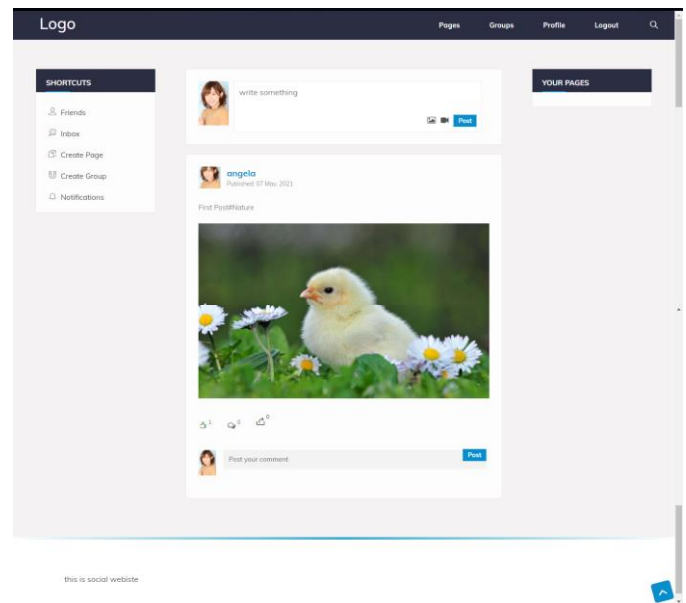 Logo
Pages Groups Profile Logout
SHORTCUTS
Friends
Inbox
Create Page
Create Group
Notifications
write something
Post
angela
Published: 07 May, 2021
First Post#Nature
1 0 0
Post your comment
Post
YOUR PAGES
this is social webiste